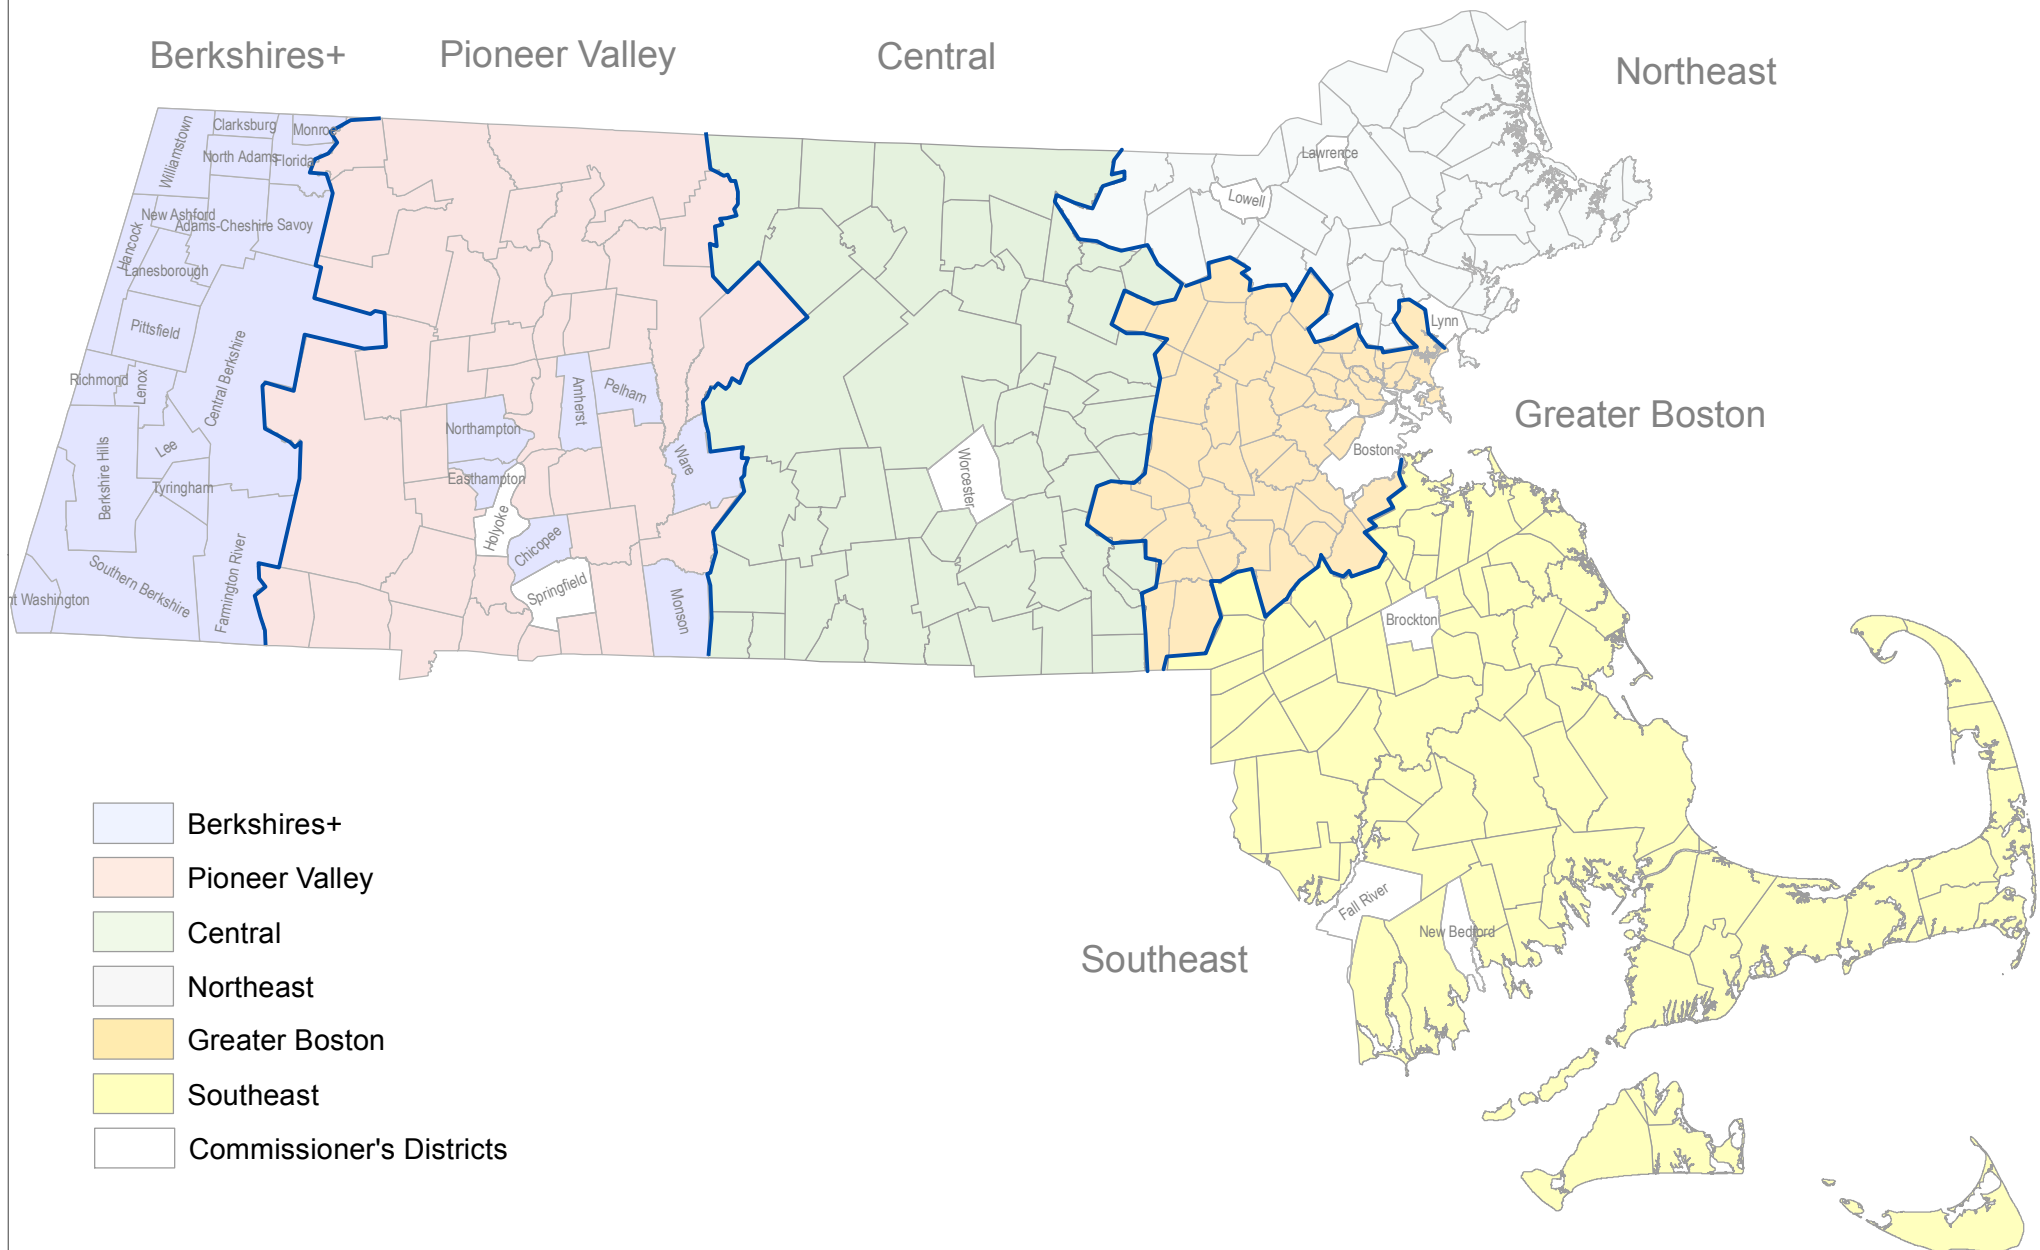 Berkshires+
Pioneer Valley
Central
Northeast
Williamstown
Clarksburg
Monroe
North Adams
Florida
Lawrence
Lowell
New Ashford
Hancock
Adams-Cheshire
Savoy
Lanesborough
Pittsfield
Central Berkshire
Lynn
Richmond
Lenox
Amherst
Pelham
Greater Boston
Northampton
Lee
Ware
Boston
Berkshire Hills
Easthampton
Worcester
Tyringham
Holyoke
Chicopee
Southern Berkshire
Farmington River
Springfield
nt Washington
Monson
Brockton
Fall River
New Bedford
Southeast
Berkshires+
Pioneer Valley
Central
Northeast
Greater Boston
Southeast
Commissioner's Districts